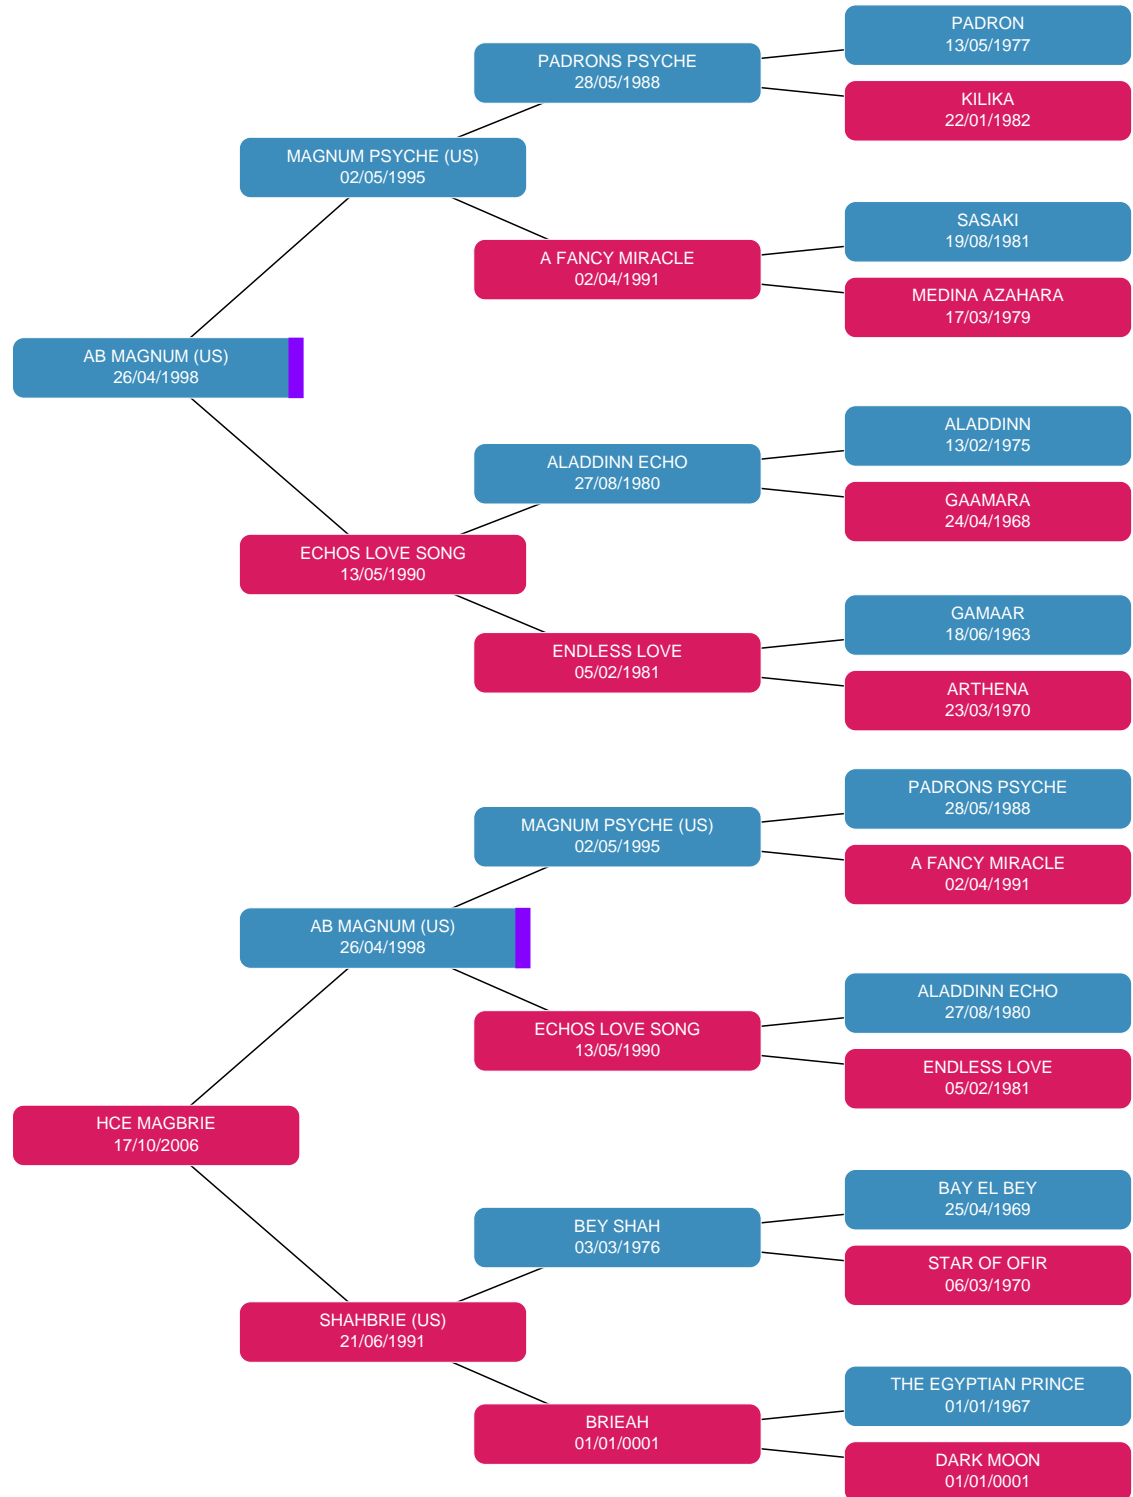 PADRON
13/05/1977
PADRONS PSYCHE
28/05/1988
KILIKA
22/01/1982
MAGNUM PSYCHE (US)
02/05/1995
SASAKI
19/08/1981
A FANCY MIRACLE
02/04/1991
MEDINA AZAHARA
17/03/1979
AB MAGNUM (US)
26/04/1998
ALADDINN
13/02/1975
ALADDINN ECHO
27/08/1980
GAAMARA
24/04/1968
ECHOS LOVE SONG
13/05/1990
GAMAAR
18/06/1963
ENDLESS LOVE
05/02/1981
ARTHENA
23/03/1970
PADRONS PSYCHE
28/05/1988
MAGNUM PSYCHE (US)
02/05/1995
A FANCY MIRACLE
02/04/1991
AB MAGNUM (US)
26/04/1998
ALADDINN ECHO
27/08/1980
ECHOS LOVE SONG
13/05/1990
ENDLESS LOVE
05/02/1981
HCE MAGBRIE
17/10/2006
BAY EL BEY
25/04/1969
BEY SHAH
03/03/1976
STAR OF OFIR
06/03/1970
SHAHBRIE (US)
21/06/1991
THE EGYPTIAN PRINCE
01/01/1967
BRIEAH
01/01/0001
DARK MOON
01/01/0001